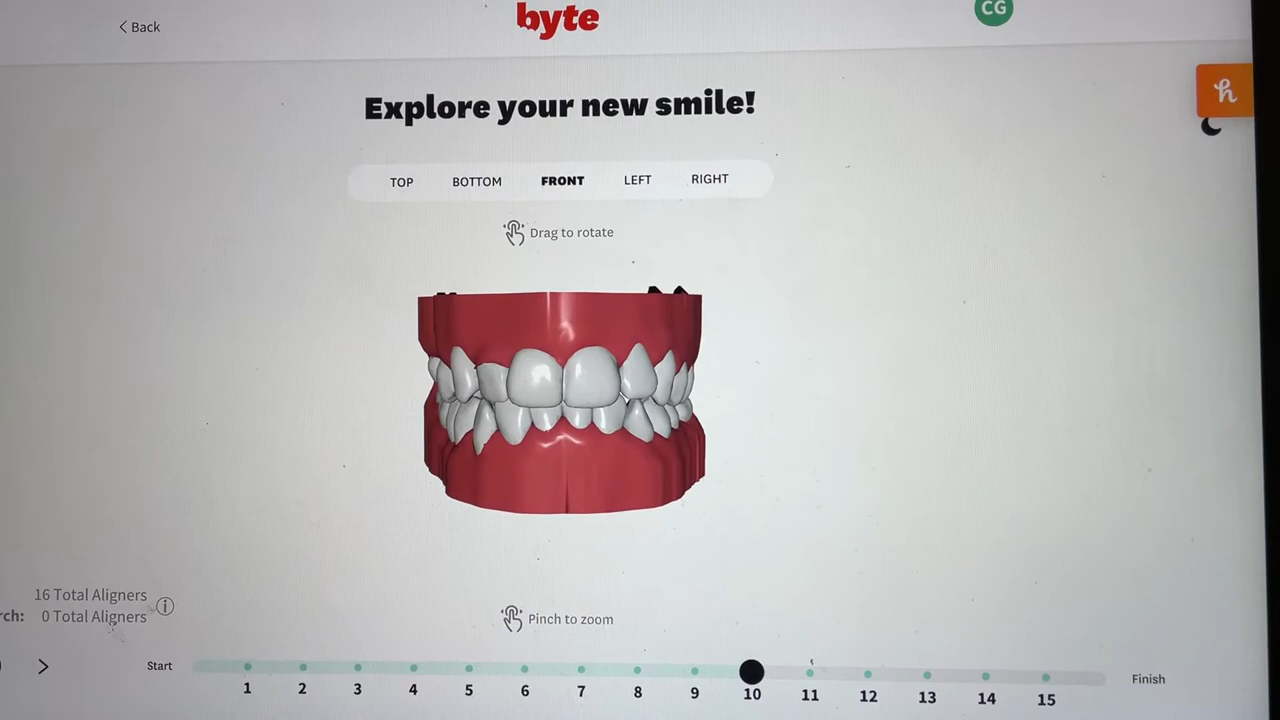 < Back
byte
CG
h
Explore your new smile!
TOP BOTTOM FRONT LEFT RIGHT
Drag to rotate
16 Total Aligners
rch: 0 Total Aligners
Pinch to zoom
Start
Finish
1 2 3 4 5 6 7 8 9 10 11 12 13 14 15